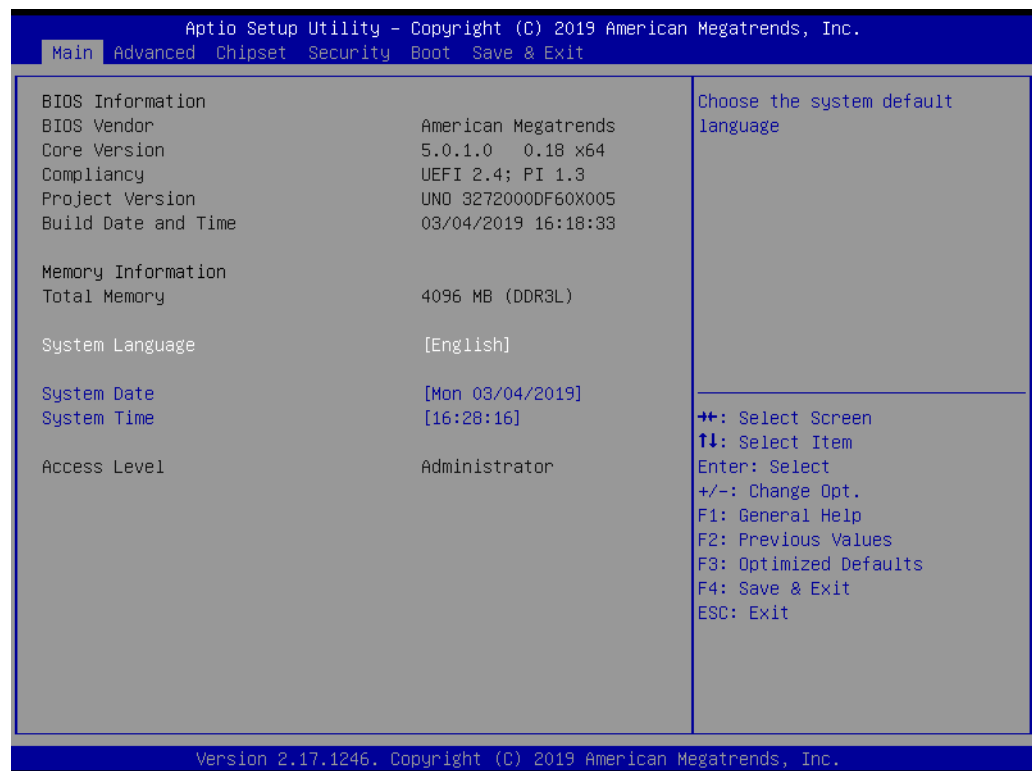 Aptio Setup Utility – Copyright (C) 2019 American Megatrends, Inc.
Main Advanced Chipset Security Boot Save & Exit
BIOS Information
BIOS Vendor American Megatrends
Core Version 5.0.1.0 0.18 x64
Compliancy UEFI 2.4; PI 1.3
Project Version UNO 3272000DF60X005
Build Date and Time 03/04/2019 16:18:33
Memory Information
Total Memory 4096 MB (DDR3L)
System Language [English]
System Date [Mon 03/04/2019]
System Time [16:28:16]
Access Level Administrator
Choose the system default
language
→←: Select Screen
↑↓: Select Item
Enter: Select
+/-: Change Opt.
F1: General Help
F2: Previous Values
F3: Optimized Defaults
F4: Save & Exit
ESC: Exit
Version 2.17.1246. Copyright (C) 2019 American Megatrends, Inc.